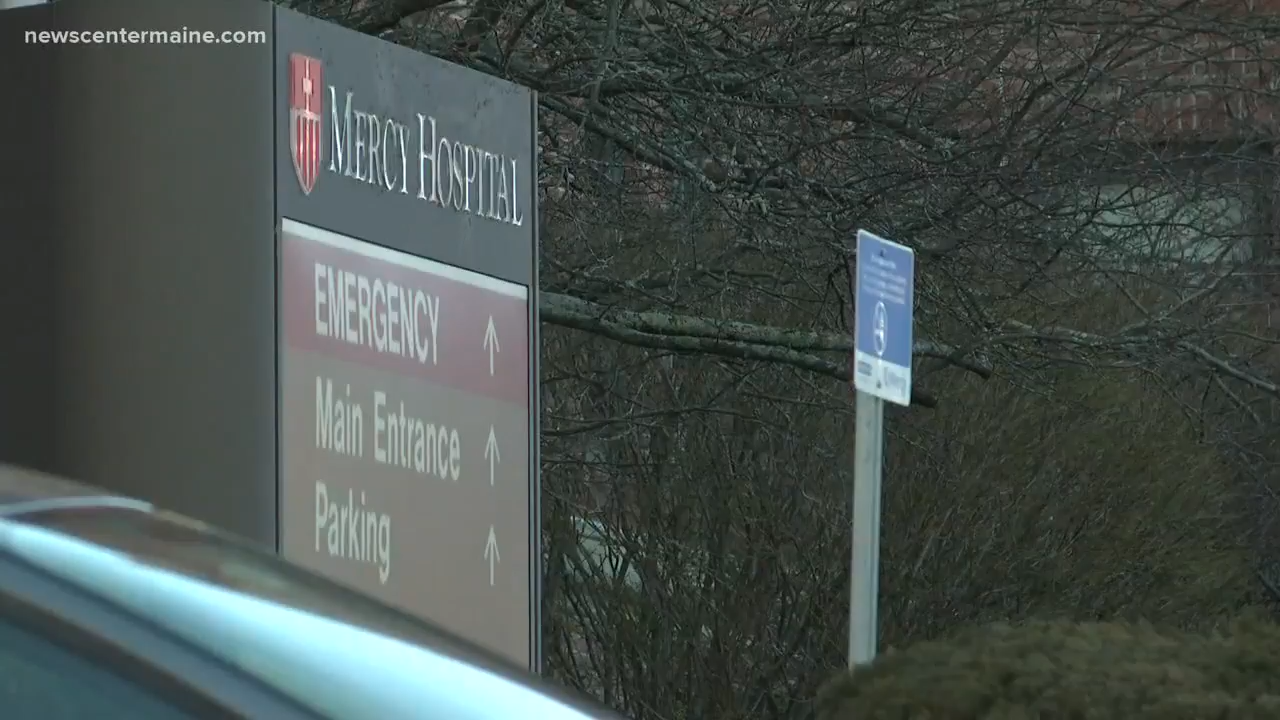 newscentermaine.com
MERCY HOSPITAL
EMERGENCY ↑
Main Entrance ↑
Parking ↑